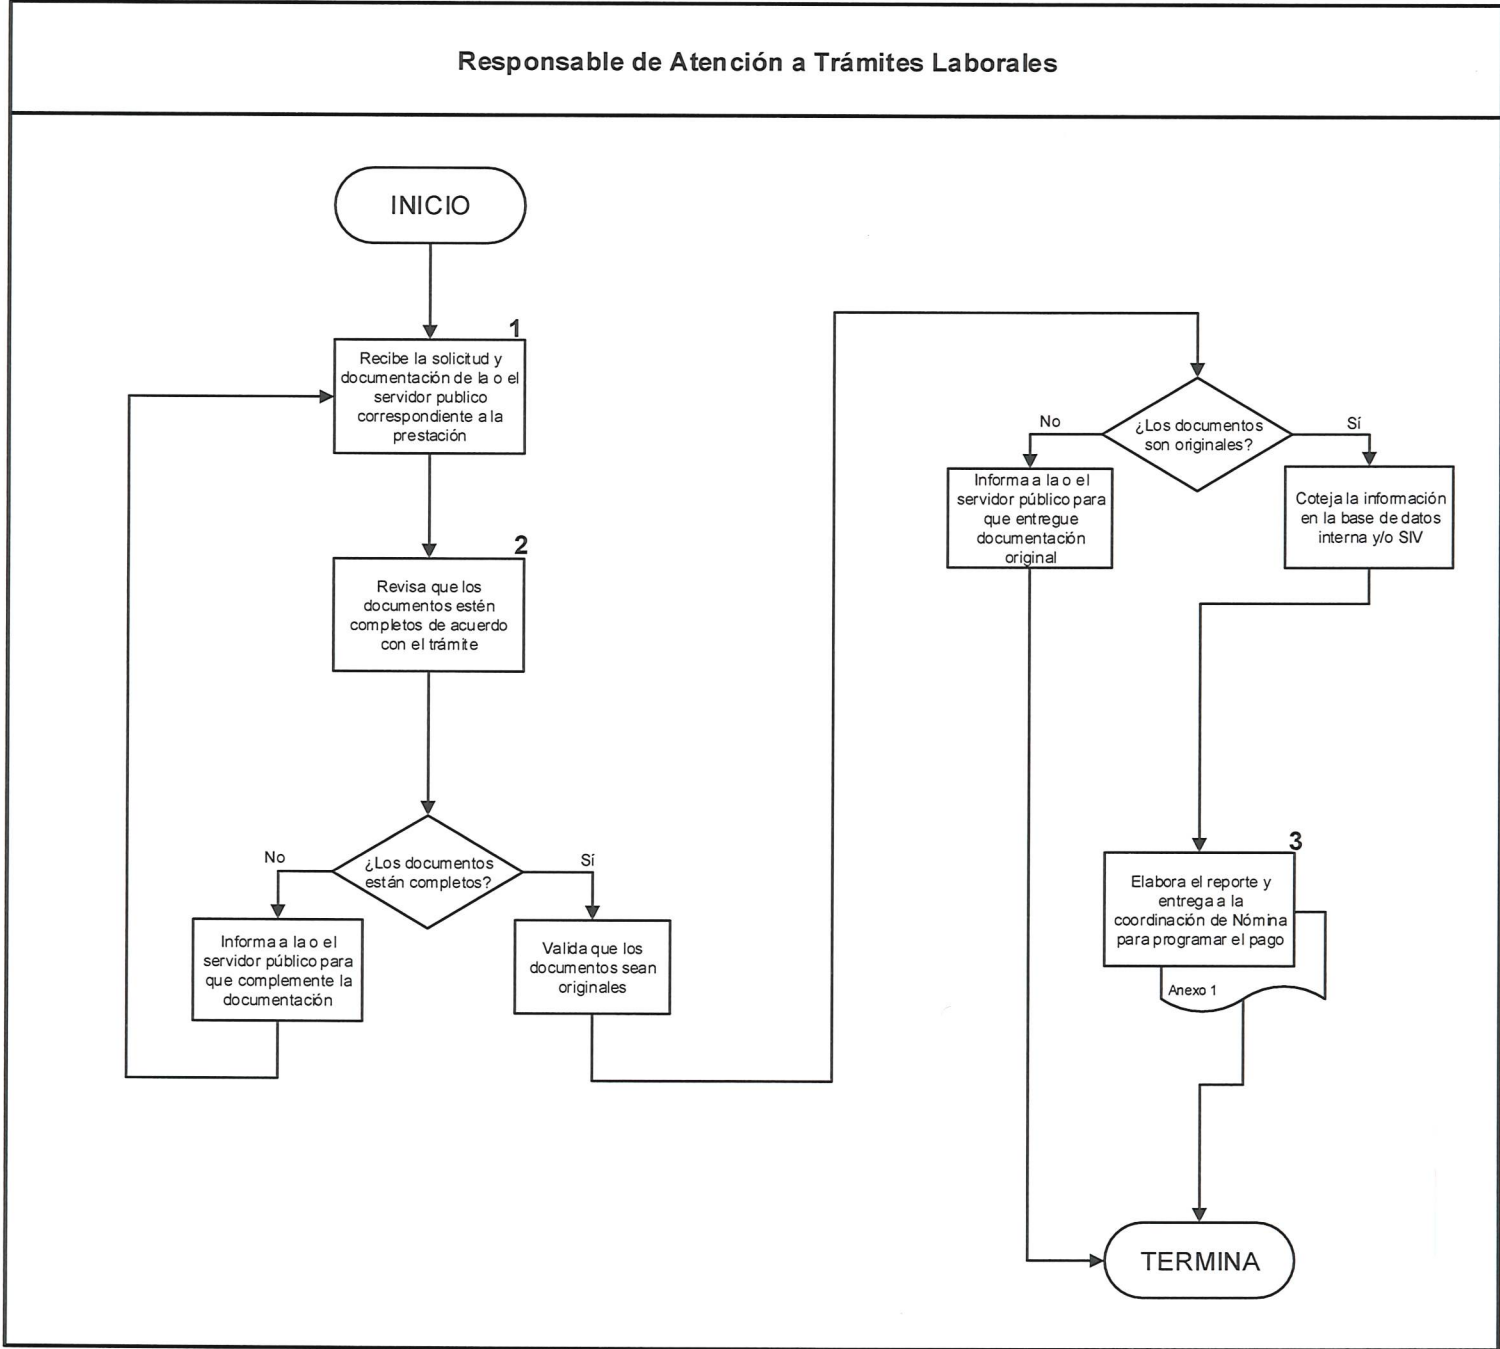 Responsable de Atención a Trámites Laborales
INICIO
1
Recibe la solicitud y
documentación de la o el
servidor publico
correspondiente a la
prestación
2
Revisa que los
documentos estén
completos de acuerdo
con el trámite
¿Los documentos
están completos?
No
Sí
Informa a la o el
servidor público para
que complemente la
documentación
Valida que los
documentos sean
originales
¿Los documentos
son originales?
No
Sí
Informa a la o el
servidor público para
que entregue
documentación
original
Coteja la información
en la base de datos
interna y/o SIV
3
Elabora el reporte y
entrega a la
coordinación de Nómina
para programar el pago
Anexo 1
TERMINA